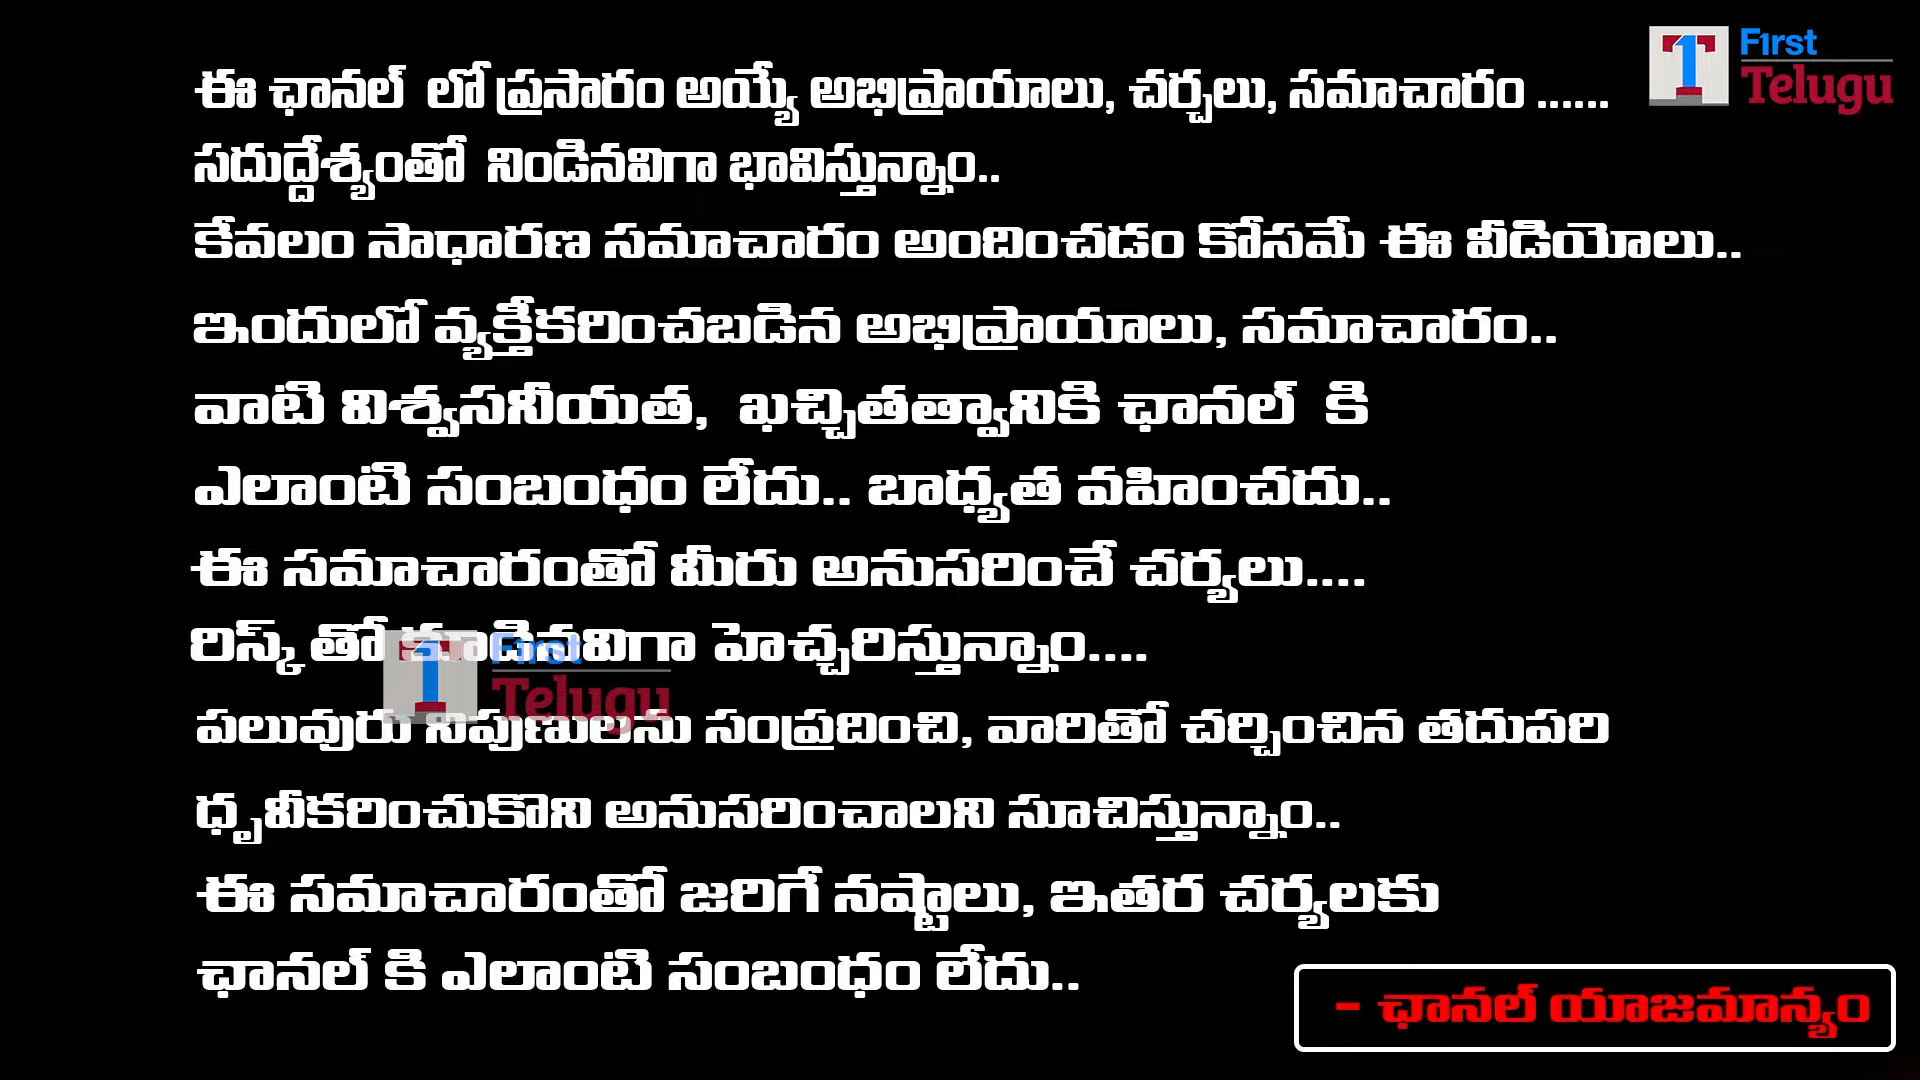 First
Telugu
ఈ ఛానల్ లో ప్రసారం అయ్యే అభిప్రాయాలు, చర్చలు, సమాచారం ......
సదుద్దేశ్యంతో నిండినవిగా భావిస్తున్నాం..
కేవలం సాధారణ సమాచారం అందించడం కోసమే ఈ వీడియోలు..
ఇందులో వ్యక్తీకరించబడిన అభిప్రాయాలు, సమాచారం..
వాటి విశ్వసనీయత, ఖచ్చితత్వానికి ఛానల్ కి
ఎలాంటి సంబంధం లేదు.. బాధ్యత వహించదు..
ఈ సమాచారంతో మీరు అనుసరించే చర్యలు....
రిస్క్ తో కూడినవిగా హెచ్చరిస్తున్నాం....
First
Telugu
పలువురు నిపుణులను సంప్రదించి, వారితో చర్చించిన తదుపరి
ధృవీకరించుకొని అనుసరించాలని సూచిస్తున్నాం..
ఈ సమాచారంతో జరిగే నష్టాలు, ఇతర చర్యలకు
ఛానల్ కి ఎలాంటి సంబంధం లేదు..
- ఛానల్ యాజమాన్యం